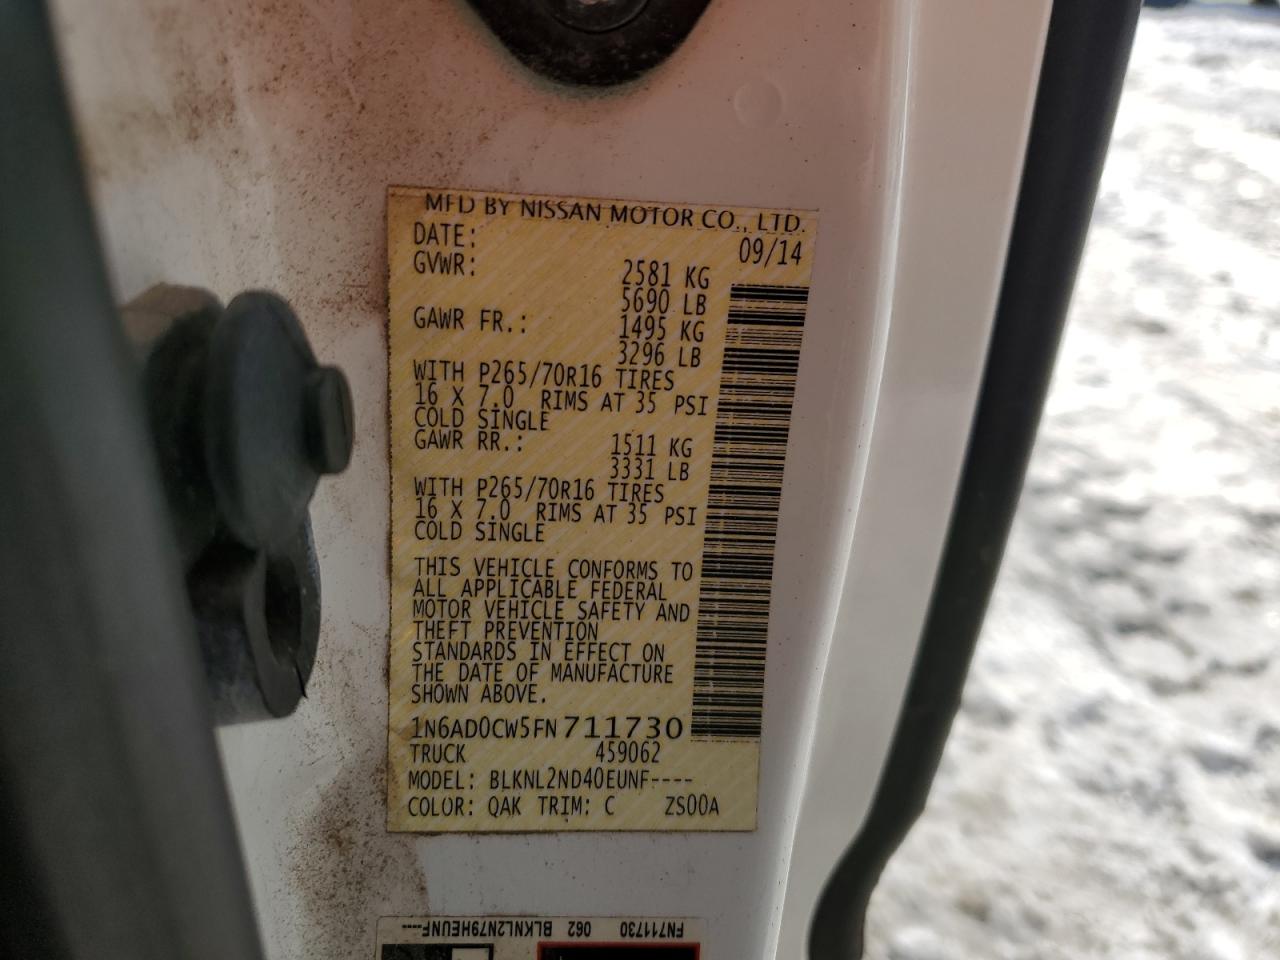 MFD BY NISSAN MOTOR CO., LTD.
DATE: 09/14
GVWR: 2581 KG
5690 LB
GAWR FR.: 1495 KG
3296 LB
WITH P265/70R16 TIRES
16 X 7.0 RIMS AT 35 PSI
COLD SINGLE
GAWR RR.: 1511 KG
3331 LB
WITH P265/70R16 TIRES
16 X 7.0 RIMS AT 35 PSI
COLD SINGLE
THIS VEHICLE CONFORMS TO
ALL APPLICABLE FEDERAL
MOTOR VEHICLE SAFETY AND
THEFT PREVENTION
STANDARDS IN EFFECT ON
THE DATE OF MANUFACTURE
SHOWN ABOVE.
1N6AD0CW5FN711730
TRUCK 459062
MODEL: BLKNL2ND40EUNF----
COLOR: QAK TRIM: C ZS00A
FN711730 062 BLKNL2N79HEUNF----